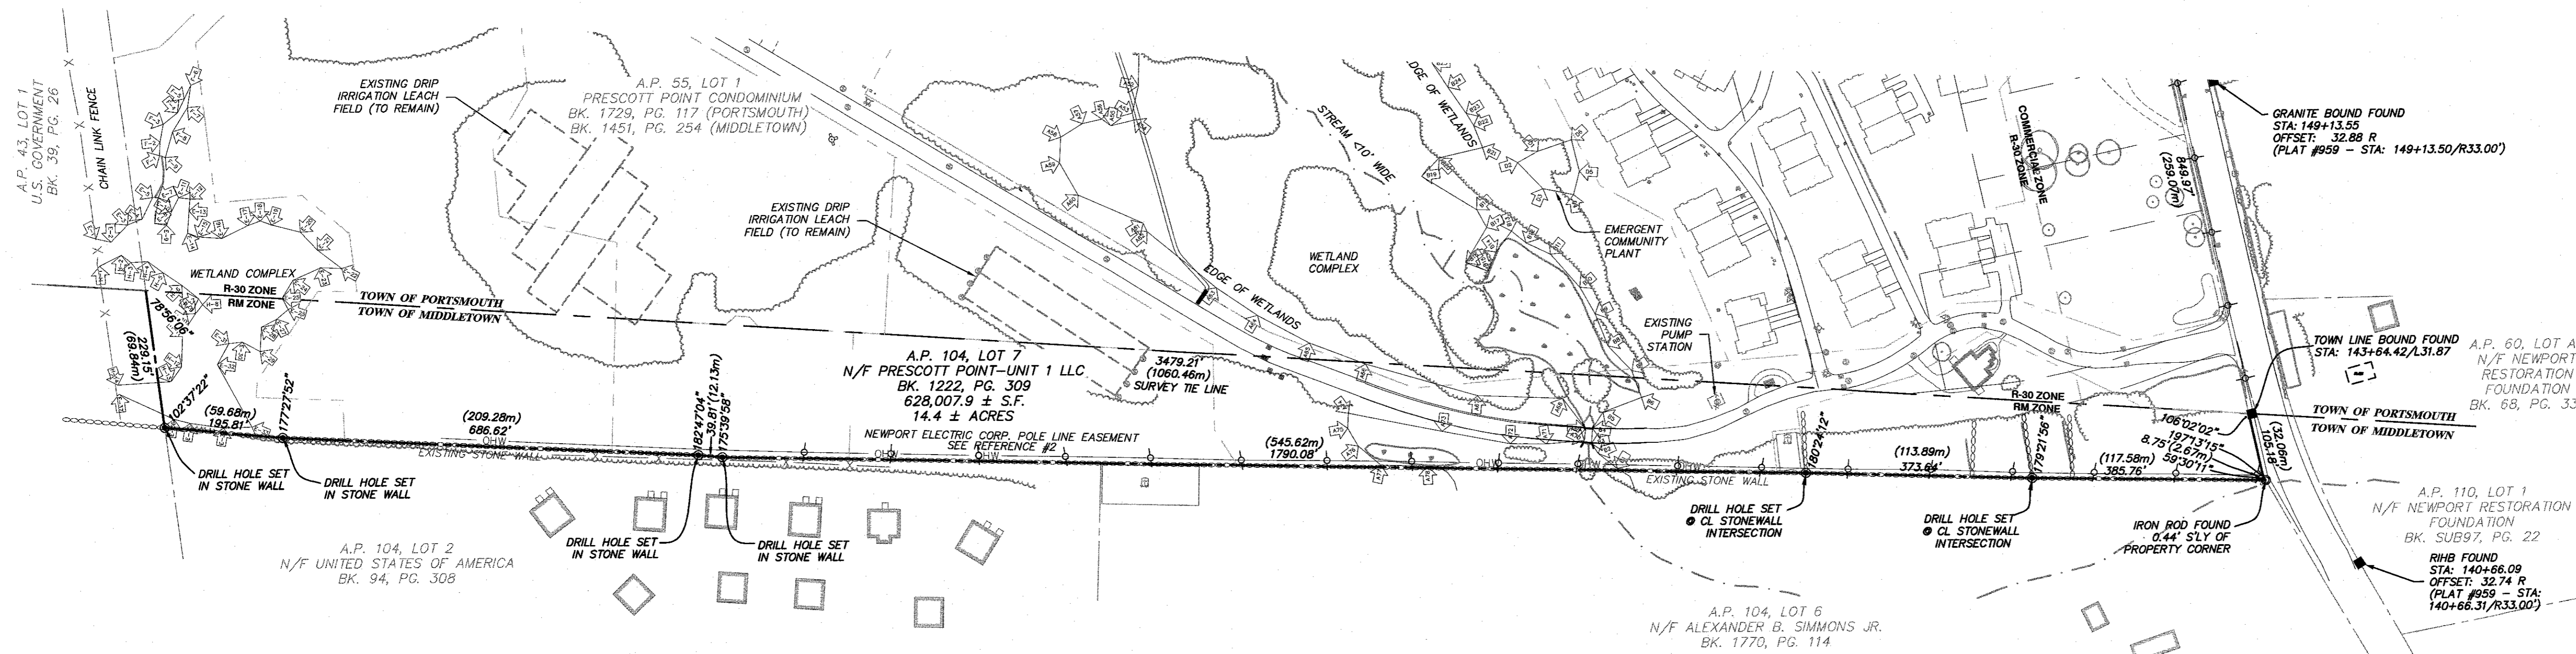 A.P. 43, LOT 1
U.S. GOVERNMENT
BK. 39, PG. 26
CHAIN LINK FENCE
EXISTING DRIP
IRRIGATION LEACH
FIELD (TO REMAIN)
A.P. 55, LOT 1
PRESCOTT POINT CONDOMINIUM
BK. 1729, PG. 117 (PORTSMOUTH)
BK. 1451, PG. 254 (MIDDLETOWN)
EXISTING DRIP
IRRIGATION LEACH
FIELD (TO REMAIN)
WETLAND COMPLEX
R-30 ZONE
RM ZONE
TOWN OF PORTSMOUTH
TOWN OF MIDDLETOWN
78°56'06"
229.15'
(69.84m)
102°37'22"
(59.68m)
195.81'
177°27'52"
(209.28m)
686.62'
OHW
EXISTING STONE WALL
182°47'04"
39.81'(12.13m)
175°39'58"
DRILL HOLE SET
IN STONE WALL
DRILL HOLE SET
IN STONE WALL
DRILL HOLE SET
IN STONE WALL
DRILL HOLE SET
IN STONE WALL
A.P. 104, LOT 2
N/F UNITED STATES OF AMERICA
BK. 94, PG. 308
A.P. 104, LOT 7
N/F PRESCOTT POINT-UNIT 1 LLC
BK. 1222, PG. 309
628,007.9 ± S.F.
14.4 ± ACRES
NEWPORT ELECTRIC CORP. POLE LINE EASEMENT
SEE REFERENCE #2
OHW
OHW
3479.21'
(1060.46m)
SURVEY TIE LINE
(545.62m)
1790.08'
OHW
EDGE OF WETLANDS
WETLAND
COMPLEX
STREAM <10' WIDE
EDGE OF WETLANDS
EMERGENT
COMMUNITY
PLANT
EXISTING
PUMP
STATION
EXISTING STONE WALL
180°24'12"
(113.89m)
373.64'
179°21'56"
(117.58m)
385.76'
DRILL HOLE SET
@ CL STONEWALL
INTERSECTION
DRILL HOLE SET
@ CL STONEWALL
INTERSECTION
IRON ROD FOUND
0.44' S'LY OF
PROPERTY CORNER
COMMERCIAL ZONE
R-30 ZONE
849.97'
(259.07m)
R-30 ZONE
RM ZONE
106°02'02"
197°13'15"
8.75'(2.67m)
59°30'11"
(32.06m)
105.18'
GRANITE BOUND FOUND
STA: 149+13.55
OFFSET: 32.88 R
(PLAT #959 - STA: 149+13.50/R33.00')
TOWN LINE BOUND FOUND
STA: 143+64.42/L31.87
A.P. 60, LOT A
N/F NEWPORT
RESTORATION
FOUNDATION
BK. 68, PG. 33
TOWN OF PORTSMOUTH
TOWN OF MIDDLETOWN
A.P. 110, LOT 1
N/F NEWPORT RESTORATION
FOUNDATION
BK. SUB97, PG. 22
RIHB FOUND
STA: 140+66.09
OFFSET: 32.74 R
(PLAT #959 - STA:
140+66.31/R33.00')
A.P. 104, LOT 6
N/F ALEXANDER B. SIMMONS JR.
BK. 1770, PG. 114